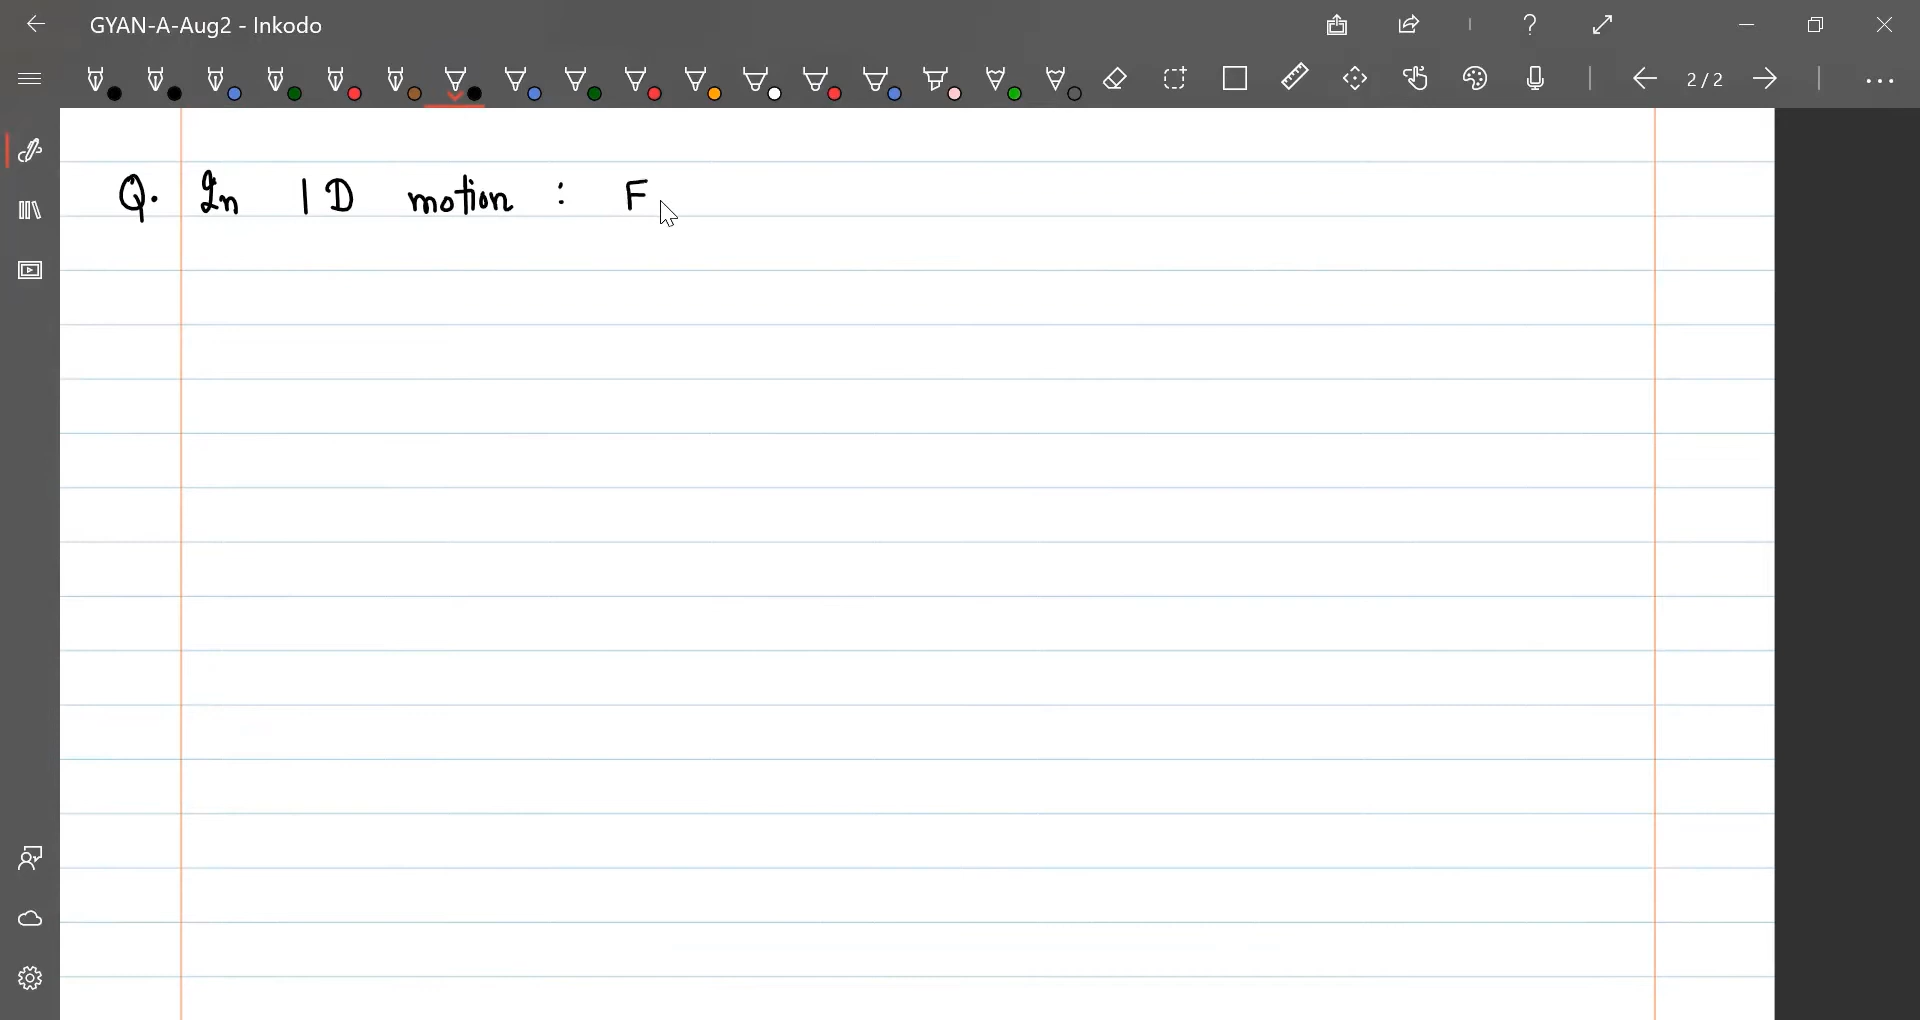 GYAN-A-Aug2 - Inkodo
2 / 2
Q. In 1D motion : F